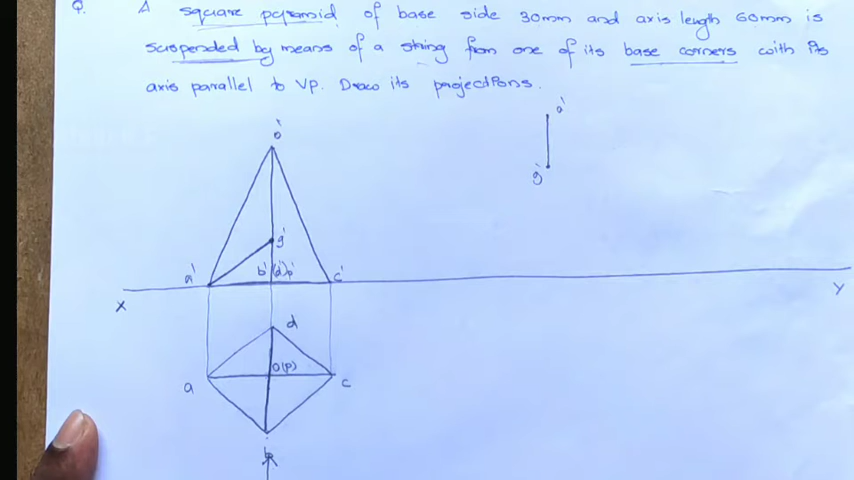 Q. A square pyramid of base side 30mm and axis length 60mm is
suspended by means of a string from one of its base corners with its
axis parallel to VP. Draw its projections.
a'
g'
o'
g'
a' b' (d') p' c'
X Y
d
o(p)
a c
b